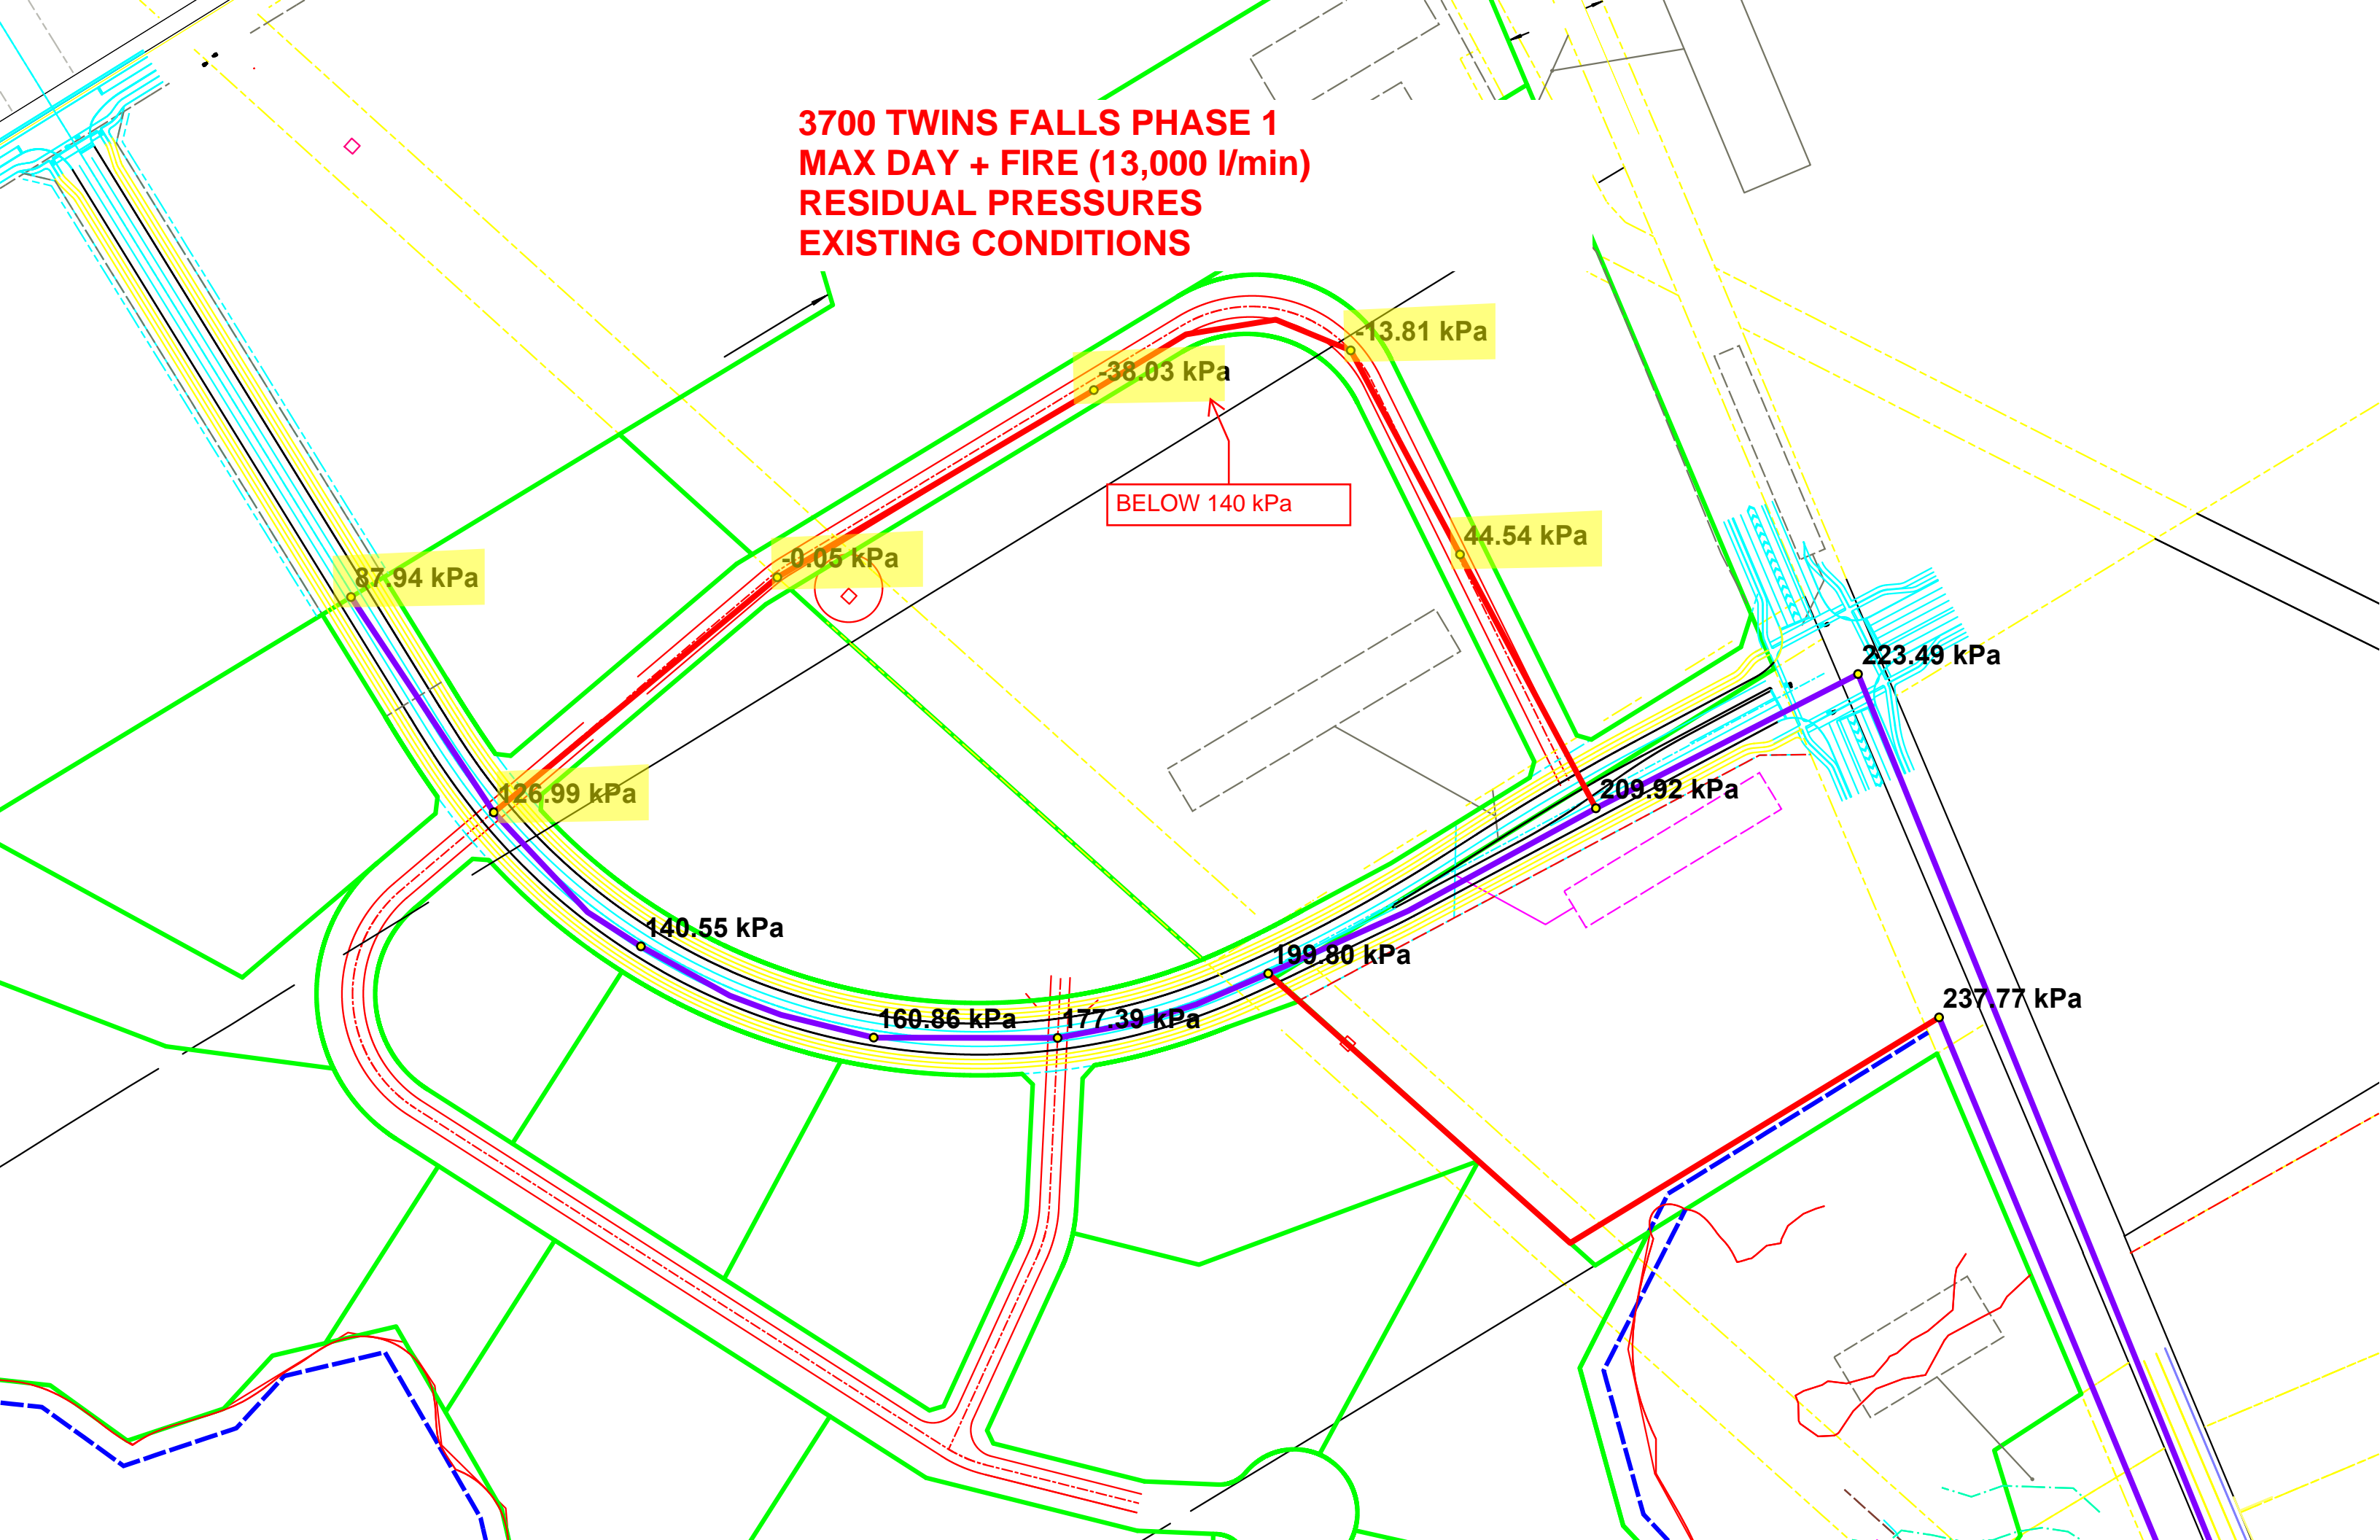 3700 TWINS FALLS PHASE 1
MAX DAY + FIRE (13,000 l/min)
RESIDUAL PRESSURES
EXISTING CONDITIONS
-13.81 kPa
-38.03 kPa
BELOW 140 kPa
44.54 kPa
-0.05 kPa
87.94 kPa
223.49 kPa
209.92 kPa
126.99 kPa
140.55 kPa
199.80 kPa
237.77 kPa
160.86 kPa
177.39 kPa